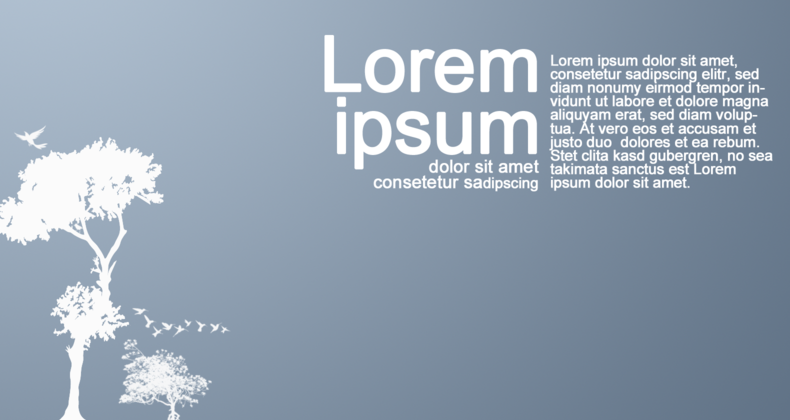 Lorem
ipsum
dolor sit amet
consetetur sadipscing
Lorem ipsum dolor sit amet,
consetetur sadipscing elitr, sed
diam nonumy eirmod tempor in-
vidunt ut labore et dolore magna
aliquyam erat, sed diam volup-
tua. At vero eos et accusam et
justo duo  dolores et ea rebum.
Stet clita kasd gubergren, no sea
takimata sanctus est Lorem
ipsum dolor sit amet.